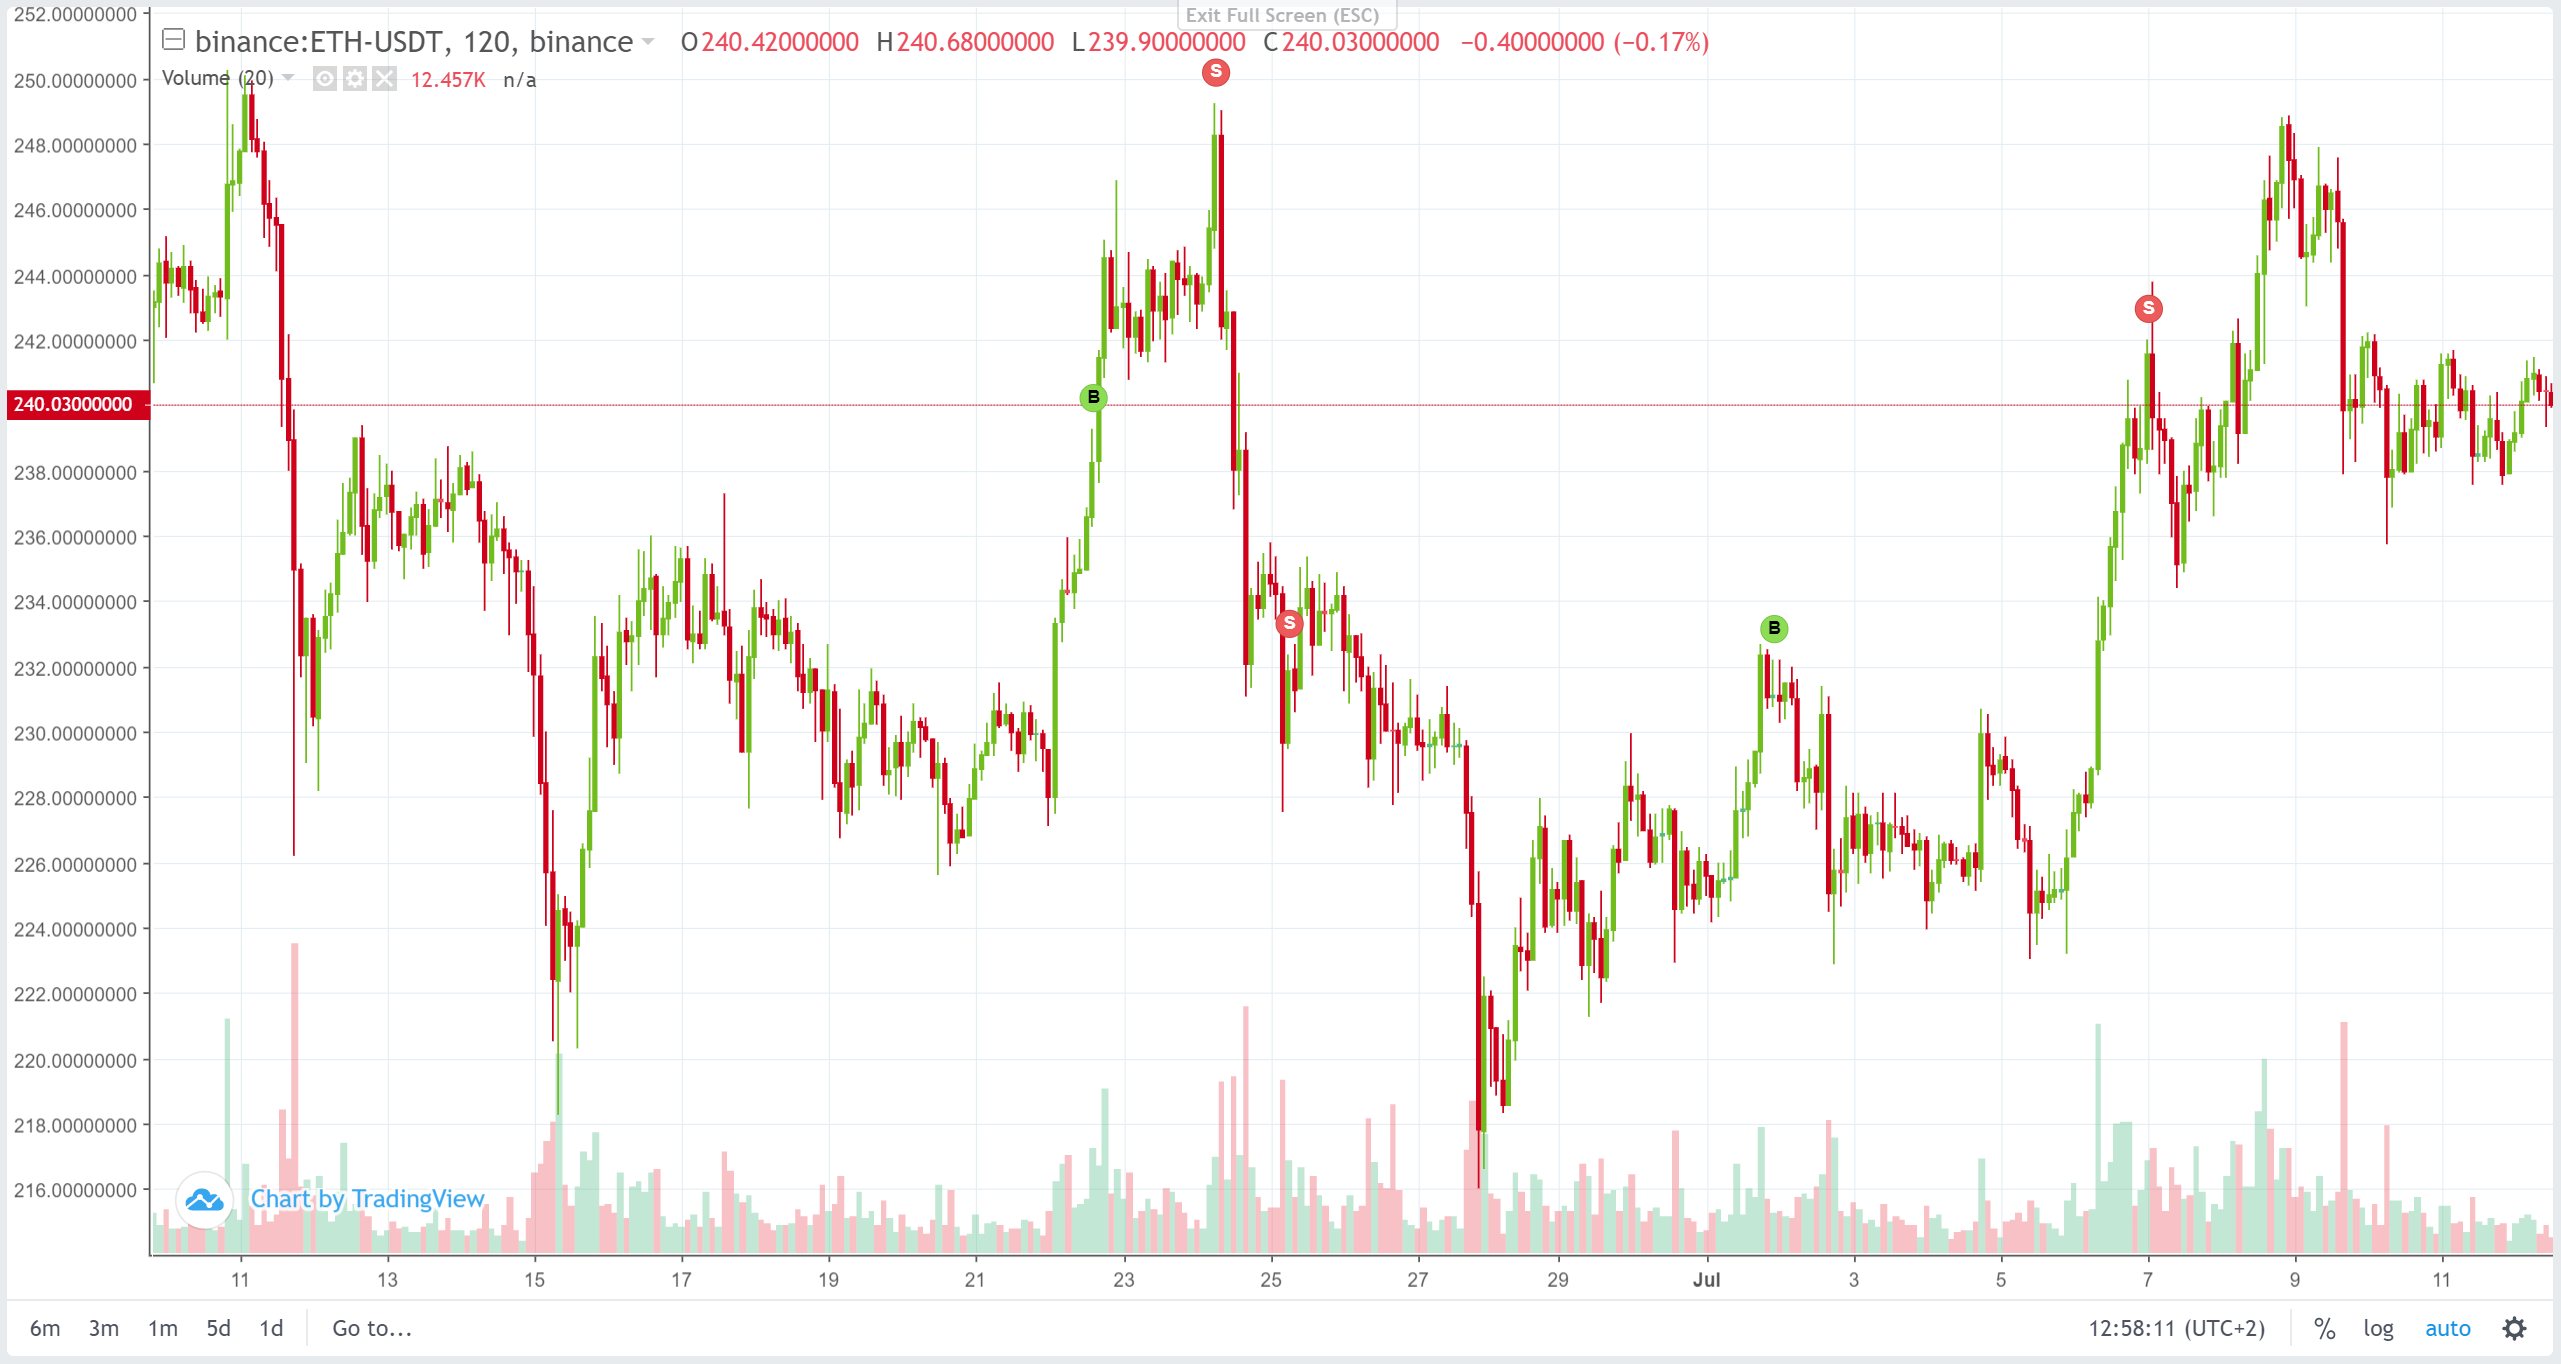 Exit Full Screen (ESC)
binance:ETH-USDT, 120, binance O240.42000000 H240.68000000 L239.90000000 C240.03000000 −0.40000000 (−0.17%)
Volume (20) 12.457K n/a
252.00000000
250.00000000
248.00000000
246.00000000
244.00000000
242.00000000
240.03000000
238.00000000
236.00000000
234.00000000
232.00000000
230.00000000
228.00000000
226.00000000
224.00000000
222.00000000
220.00000000
218.00000000
216.00000000
S
S
B
S
B
Chart by TradingView
11 13 15 17 19 21 23 25 27 29 Jul 3 5 7 9 11
6m 3m 1m 5d 1d Go to... 12:58:11 (UTC+2) % log auto